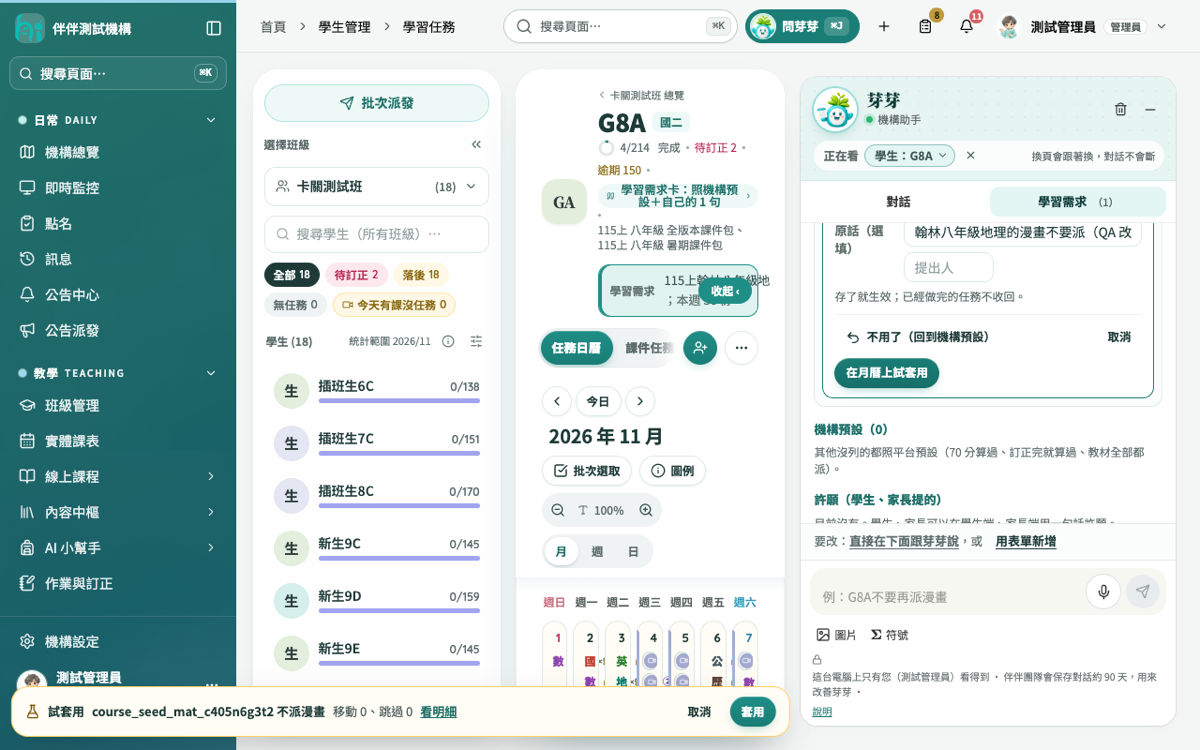 伴伴測試機構
搜尋頁面⋯ ⌘K
日常 DAILY
機構總覽
即時監控
點名
訊息
公告中心
公告派發
教學 TEACHING
班級管理
實體課表
線上課程
內容中樞
AI 小幫手
作業與訂正
機構設定
測試管理員
首頁 › 學生管理 › 學習任務
搜尋頁面⋯ ⌘K
問芽芽 ⌘J
8
11
測試管理員 管理員
批次派發
選擇班級
卡關測試班 (18)
搜尋學生（所有班級）⋯
全部 18
待訂正 2
落後 18
無任務 0
今天有課沒任務 0
學生 (18) 統計範圍 2026/11
生 插班生6C 0/138
生 插班生7C 0/151
生 插班生8C 0/170
生 新生9C 0/145
生 新生9D 0/159
生 新生9E 0/145
‹ 卡關測試班 總覽
GA
G8A 國二
4/214 完成 • 待訂正 2 •
逾期 150 •
學習需求卡：照機構預設＋自己的 1 句 ›
115上 八年級 全版本課件包、
115上 八年級 暑期課件包
學習需求
收起 ‹
任務日曆
課件任務
今日
2026 年 11 月
批次選取
圖例
T 100%
月 週 日
週日 週一 週二 週三 週四 週五 週六
1 2 3 4 5 6 7
數 國 英 公
數 地 歷 數
芽芽
機構助手
正在看 學生：G8A
換頁會跟著換，對話不會斷
對話
學習需求 (1)
原話（選填）
翰林八年級地理的漫畫不要派（QA 改
提出人
存了就生效；已經做完的任務不收回。
不用了（回到機構預設）
取消
在月曆上試套用
機構預設（0）
其他沒列的都照平台預設（70 分算過、訂正完就算過、教材全部都派）。
許願（學生、家長提的）
要改：直接在下面跟芽芽說，或 用表單新增
例：G8A不要再派漫畫
圖片
Σ 符號
這台電腦上只有您（測試管理員）看得到 • 伴伴團隊會保存對話約 90 天，用來改善芽芽 •
說明
試套用 course_seed_mat_c405n6g3t2 不派漫畫 移動 0、跳過 0 看明細
取消
套用